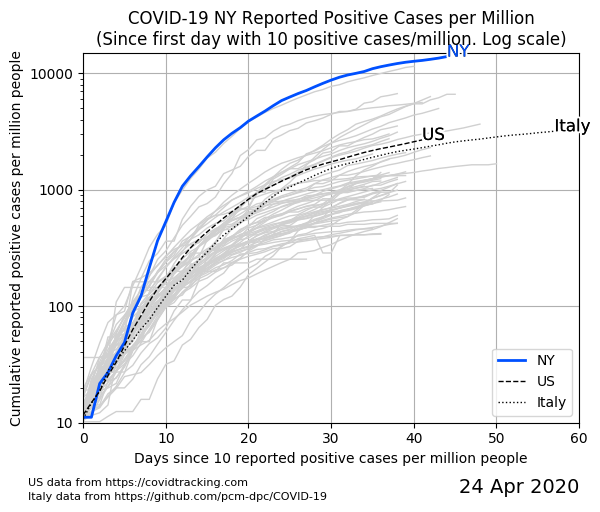 COVID-19 NY Reported Positive Cases per Million
(Since first day with 10 positive cases/million. Log scale)
Cumulative reported positive cases per million people
10000
1000
100
10
NY
US
Italy
NY
US
Italy
0 10 20 30 40 50 60
Days since 10 reported positive cases per million people
US data from https://covidtracking.com
Italy data from https://github.com/pcm-dpc/COVID-19
24 Apr 2020